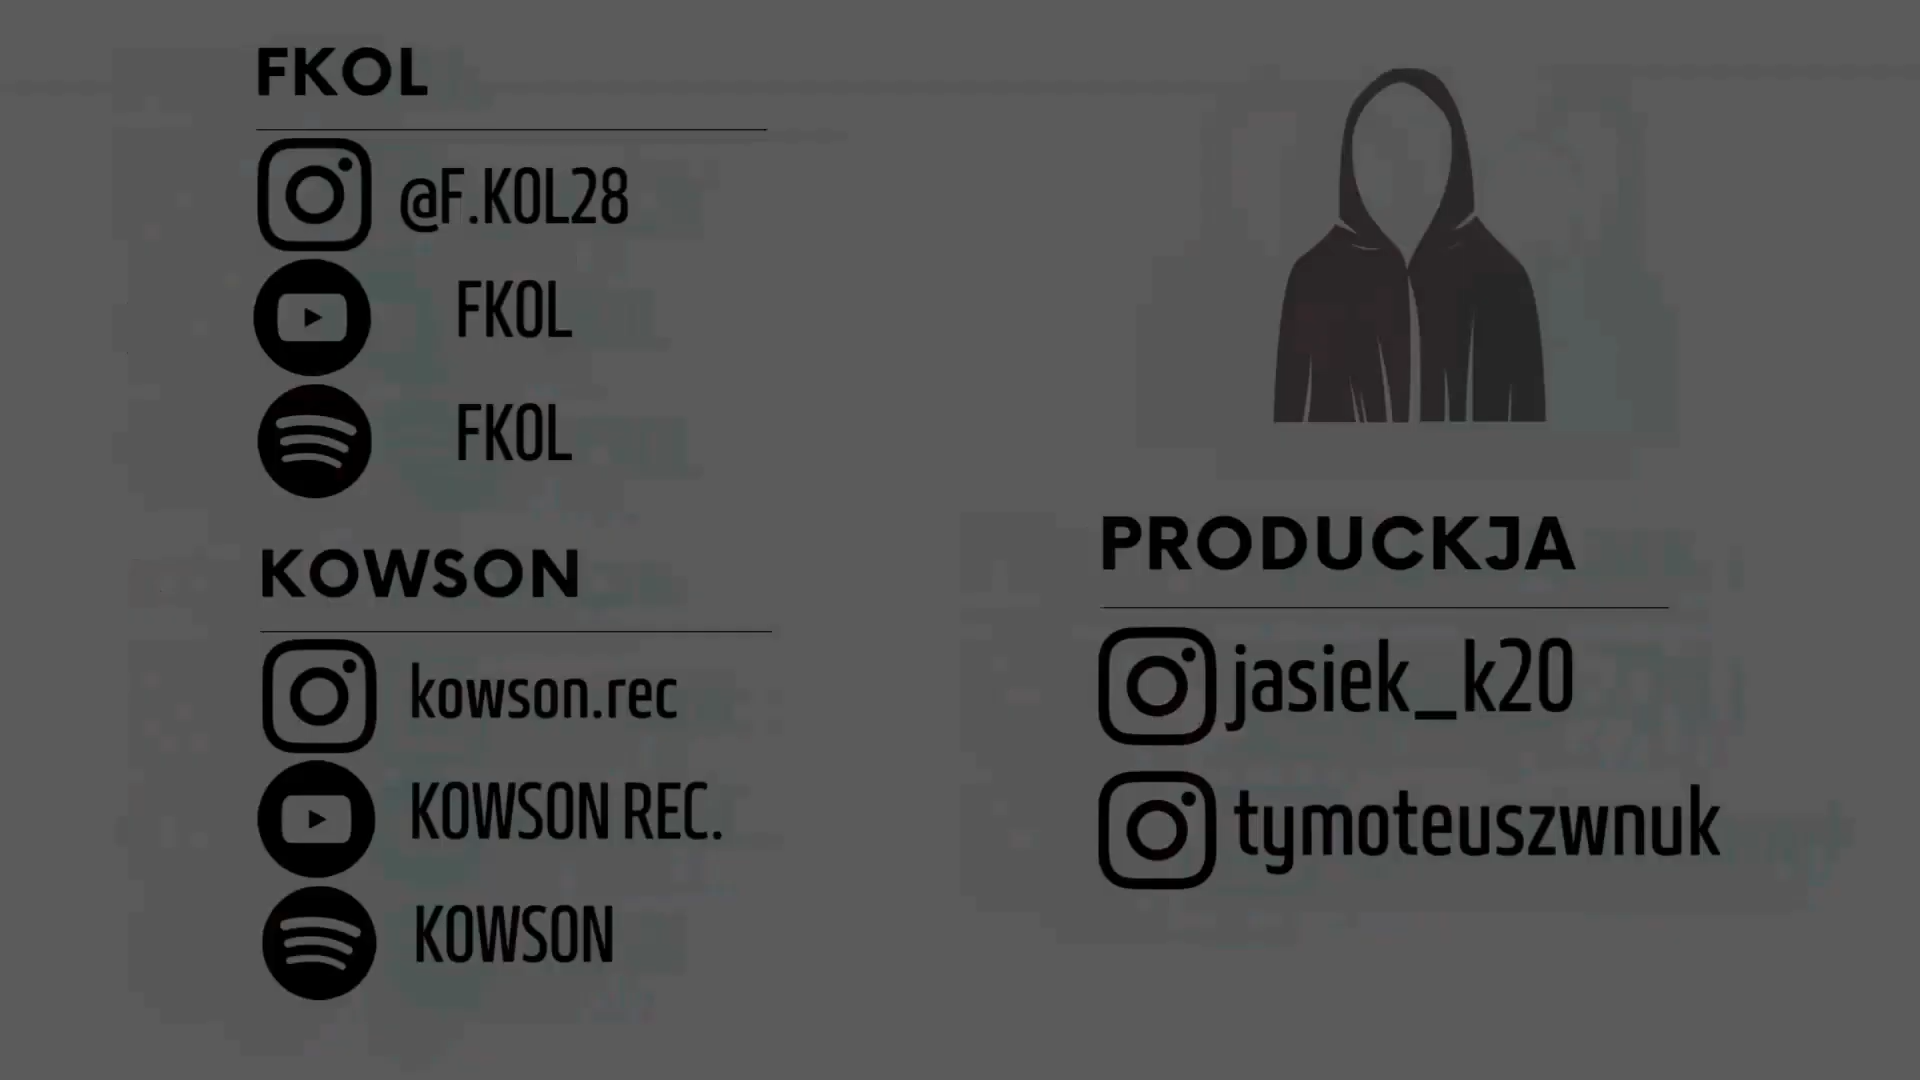 FKOL
@F.KOL28
FKOL
FKOL
KOWSON
kowson.rec
KOWSON REC.
KOWSON
PRODUCKJA
jasiek_k20
tymoteuszwnuk